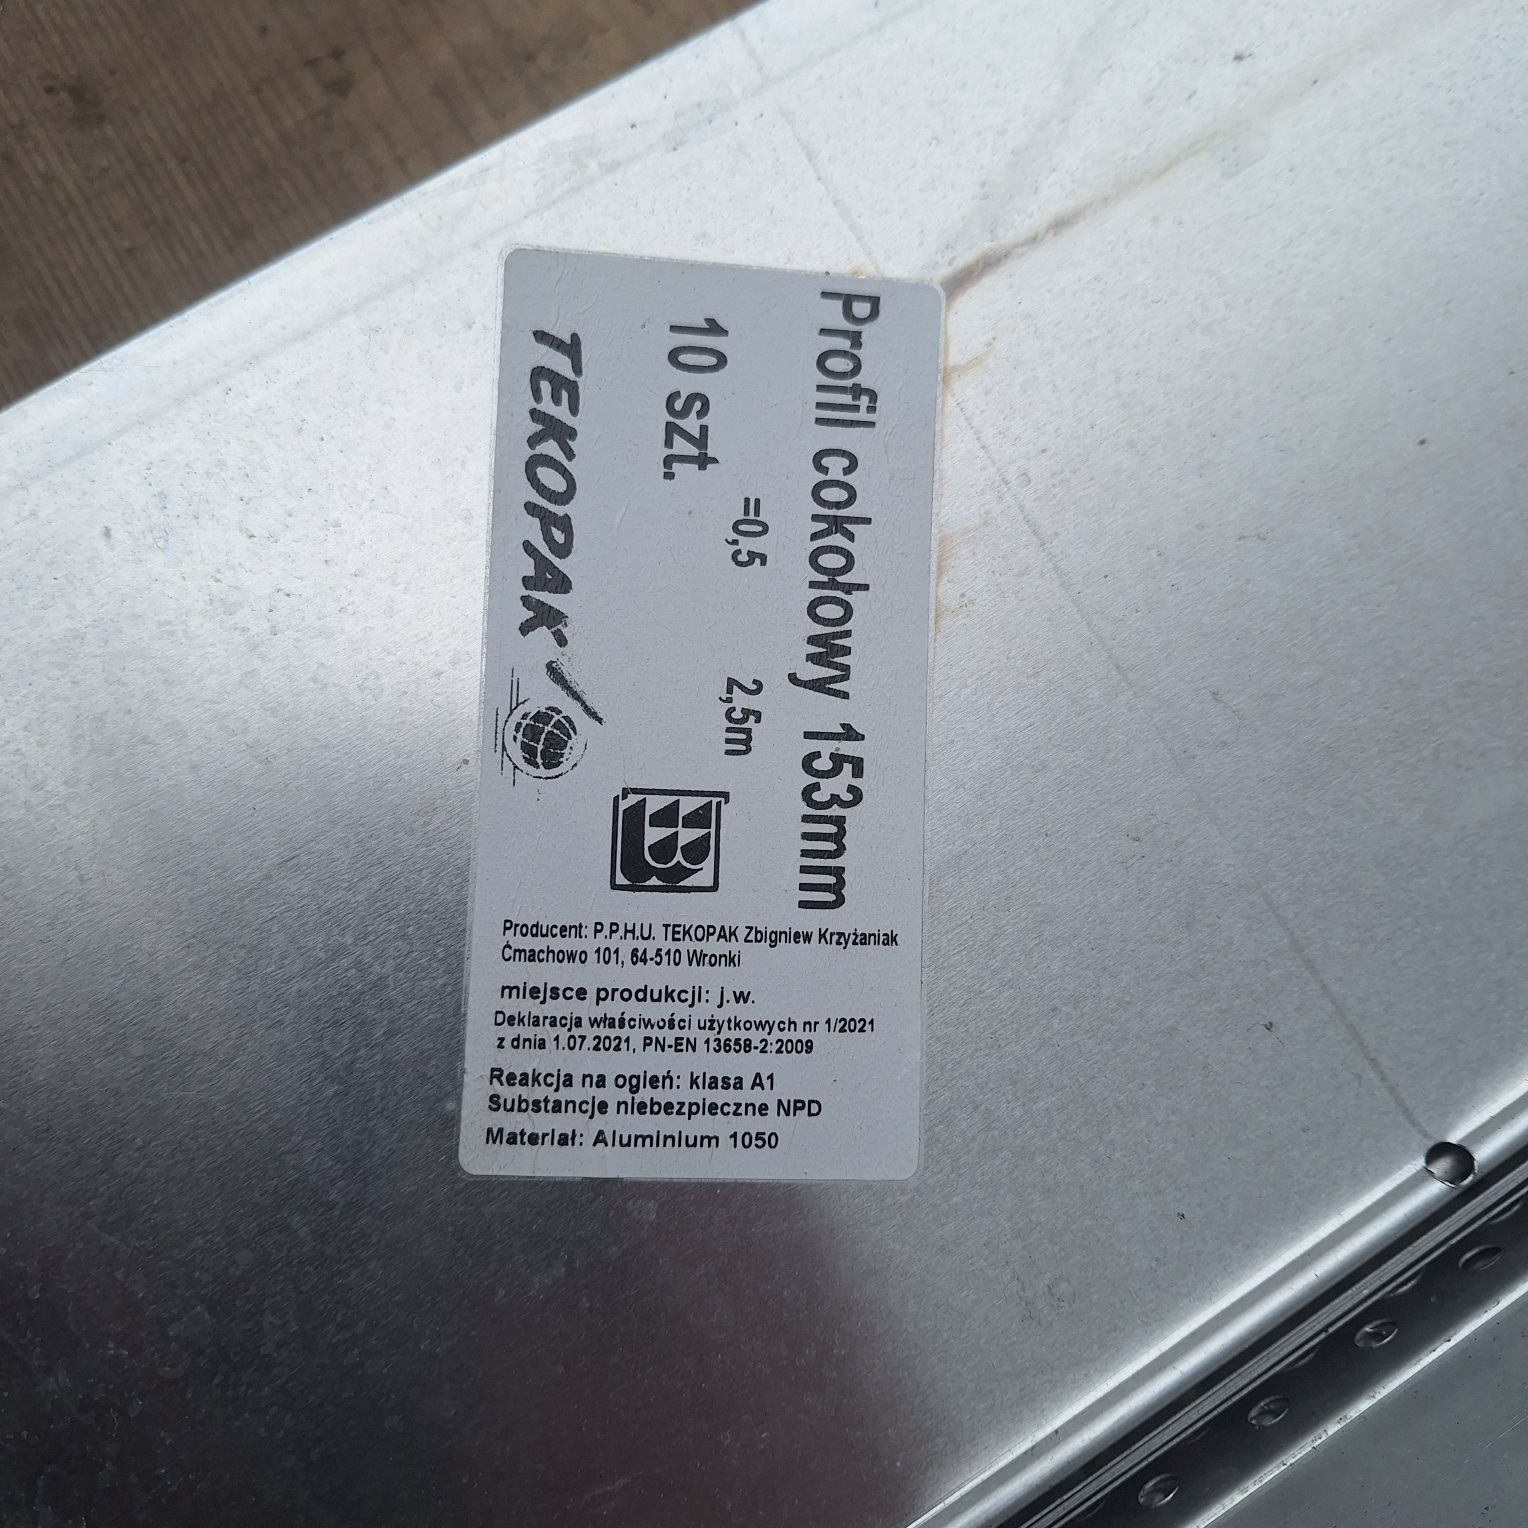 Profil cokołowy 153mm
=0,5 2,5m
10 szt.
TEKOPAK
B
Producent: P.P.H.U. TEKOPAK Zbigniew Krzyżaniak
Ćmachowo 101, 64-510 Wronki
miejsce produkcji: j.w.
Deklaracja właściwości użytkowych nr 1/2021
z dnia 1.07.2021, PN-EN 13658-2:2009
Reakcja na ogień: klasa A1
Substancje niebezpieczne NPD
Materiał: Aluminium 1050